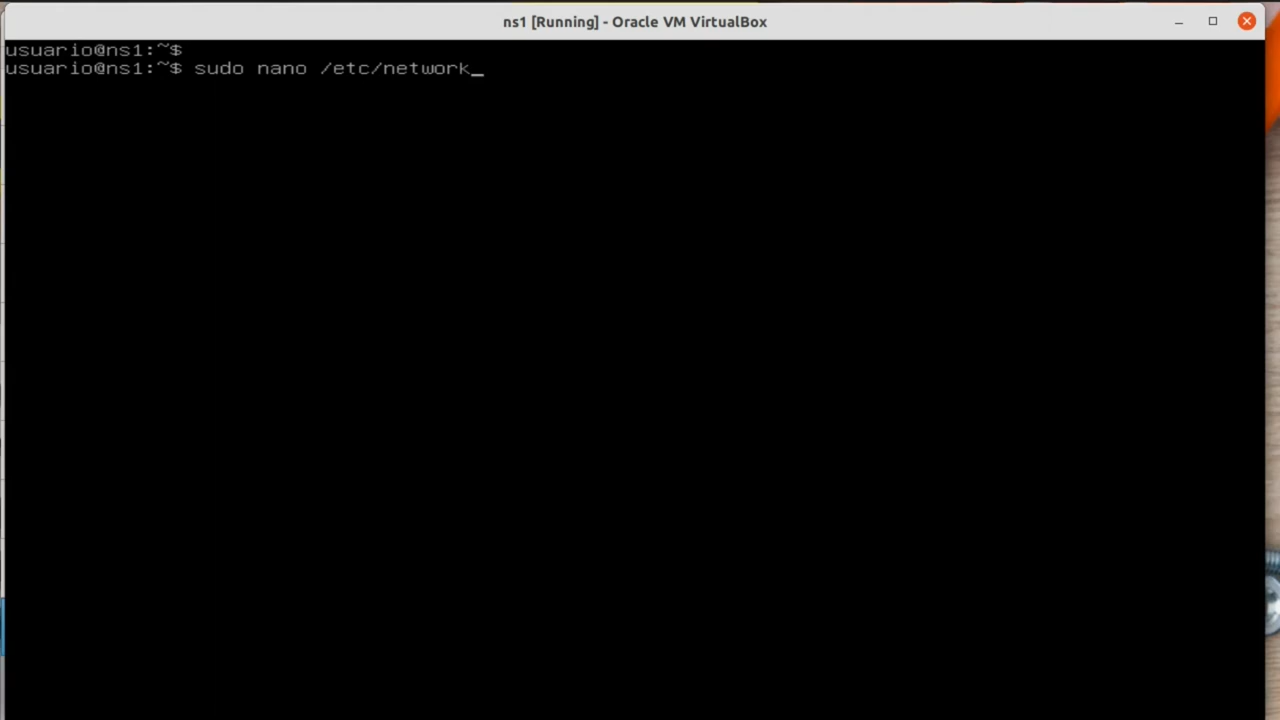 ns1 [Running] - Oracle VM VirtualBox
usuario@ns1:~$
usuario@ns1:~$ sudo nano /etc/network_